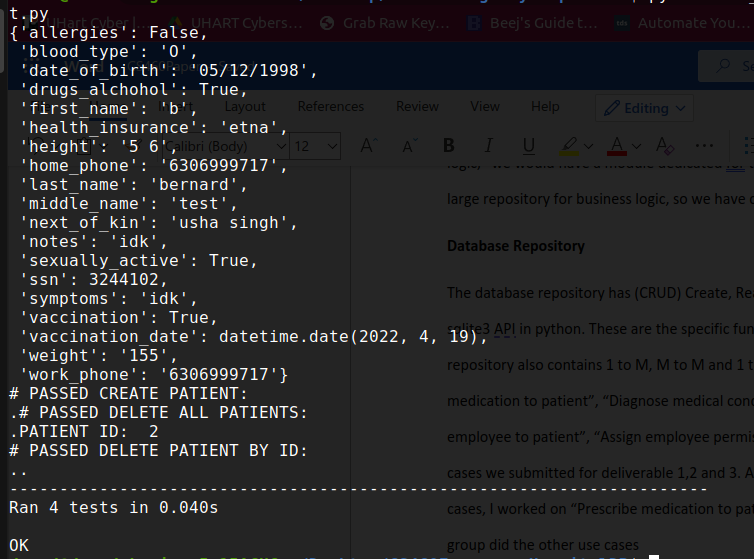 t.py
UHart Cyber
UHART Cybers...
Grab Raw Key...
Beej's Guide t...
Automate You...
{'allergies': False,
'blood_type': 'O',
'date_of_birth': '05/12/1998',
'drugs_alchohol': True,
'first_name': 'b',
Layout
References
Review
View
Help
Editing
'health_insurance': 'etna',
'height': '5 6',
Calibri (Body)
12
B
I
U
A
'home_phone': '6306999717',
'last_name': 'bernard',
'middle_name': 'test',
'next_of_kin': 'usha singh',
'notes': 'idk',
'sexually_active': True,
'ssn': 3244102,
'symptoms': 'idk',
'vaccination': True,
'vaccination_date': datetime.date(2022, 4, 19),
'weight': '155',
'work_phone': '6306999717'}
# PASSED CREATE PATIENT:
.# PASSED DELETE ALL PATIENTS:
.PATIENT ID:  2
# PASSED DELETE PATIENT BY ID:
..
----------------------------------------------------------------------
Ran 4 tests in 0.040s
OK
large repository for business logic, so we have
Database Repository
The database repository has (CRUD) Create,
sqlite3 API in python. These are the specific
repository also contains 1 to M, M to M and 1
medication to patient", "Diagnose medical
employee to patient", "Assign employee
cases we submitted for deliverable 1,2 and 3.
cases, I worked on "Prescribe medication to
group did the other use cases